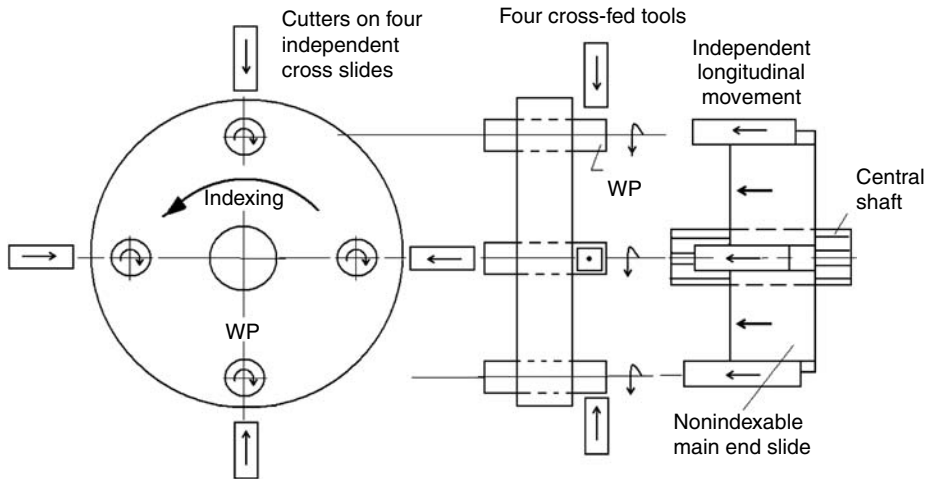 Cutters on four
independent
cross slides
Four cross-fed tools
Independent
longitudinal
movement
Indexing
WP
WP
Central
shaft
Nonindexable
main end slide